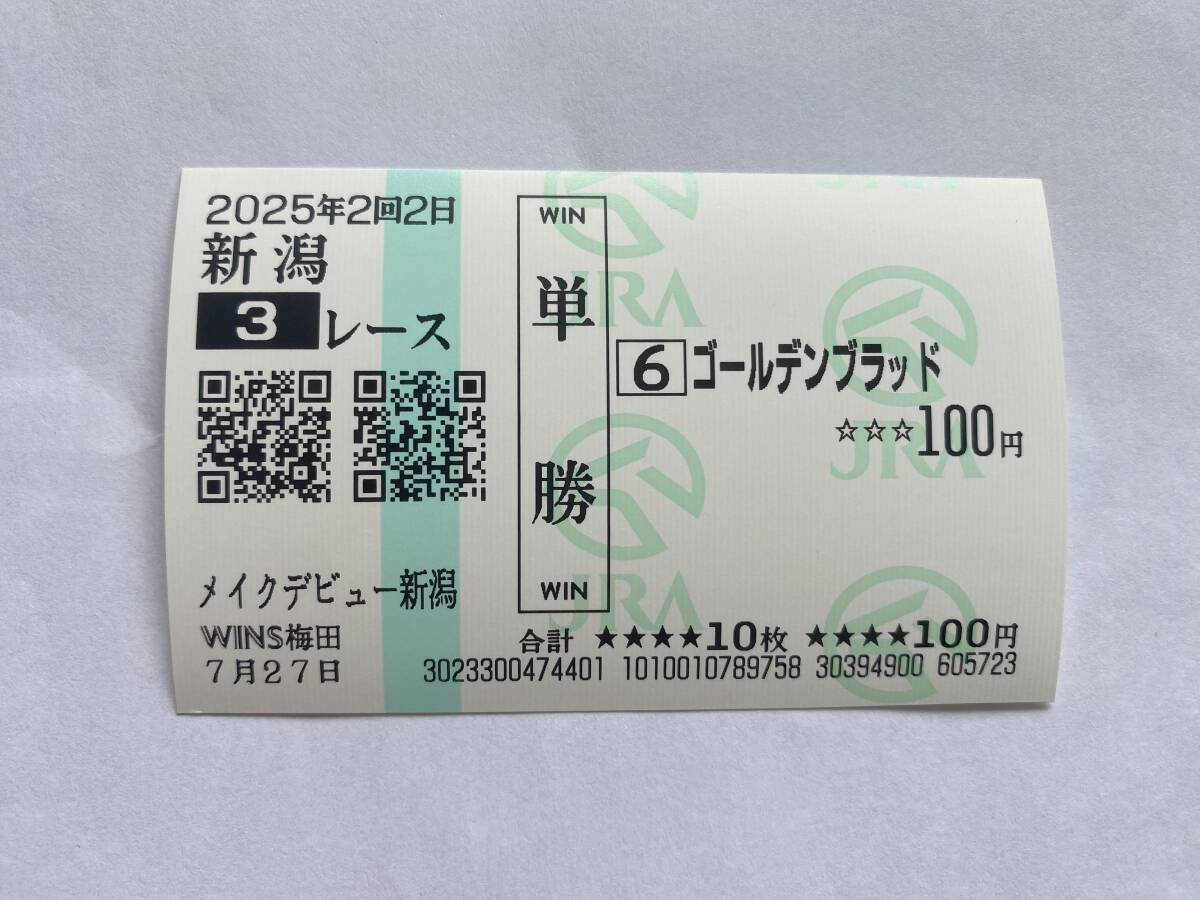 2025年2回2日
新潟
3レース
メイクデビュー新潟
WINS梅田
7月27日
WIN
単勝
WIN
6 ゴールデンブラッド
☆☆☆100円
合計 ★★★★10枚 ★★★★100円
3023300474401 1010010789758 30394900 605723
JRA
JRA
JRA
JRA